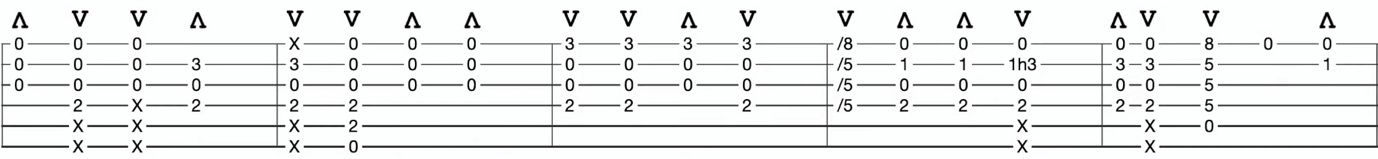 Λ V V Λ V V Λ Λ V V Λ V V Λ Λ V Λ V V Λ
0 0 0 X 0 0 0 3 3 3 3 /8 0 0 0 0 0 8 0 0
0 0 0 3 3 0 0 0 0 0 0 0 /5 1 1 1h3 3 3 5 1
0 0 0 0 0 0 0 0 0 0 0 0 /5 0 0 0 0 0 5
2 X 2 2 2 2 2 2 /5 2 2 2 2 2 5
X X X 2 X X 0
X X X 0 X X